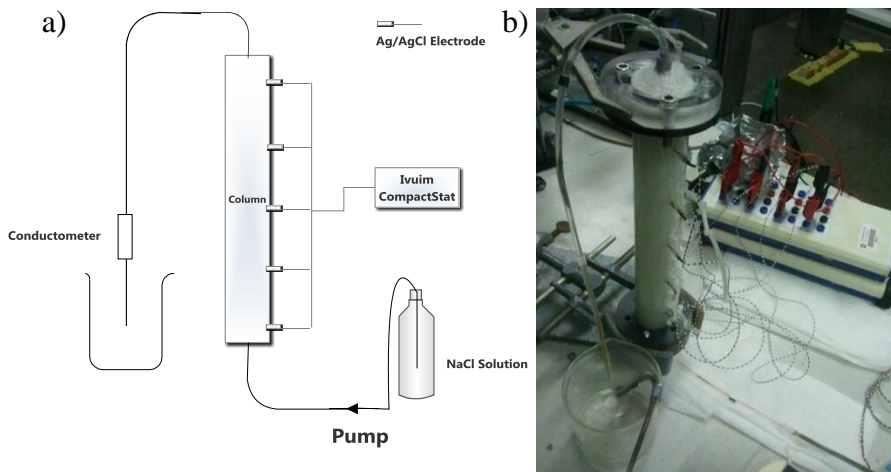 a)
Ag/AgCl Electrode
Column
Ivuim
CompactStat
Conductometer
NaCl Solution
Pump
b)